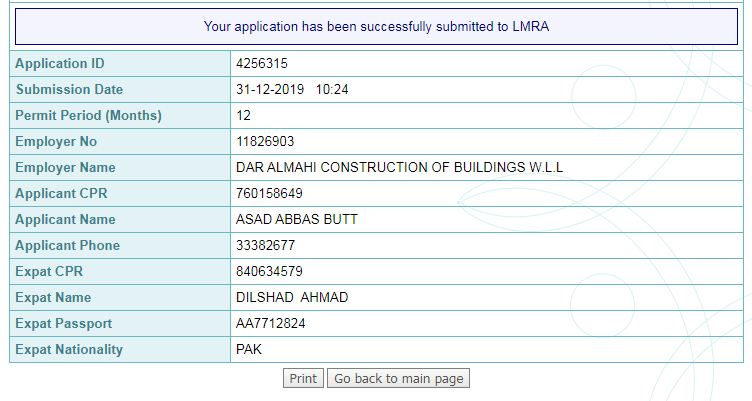 Your application has been successfully submitted to LMRA
Application ID 4256315
Submission Date 31-12-2019 10:24
Permit Period (Months) 12
Employer No 11826903
Employer Name DAR ALMAHI CONSTRUCTION OF BUILDINGS W.L.L
Applicant CPR 760158649
Applicant Name ASAD ABBAS BUTT
Applicant Phone 33382677
Expat CPR 840634579
Expat Name DILSHAD AHMAD
Expat Passport AA7712824
Expat Nationality PAK
Print Go back to main page